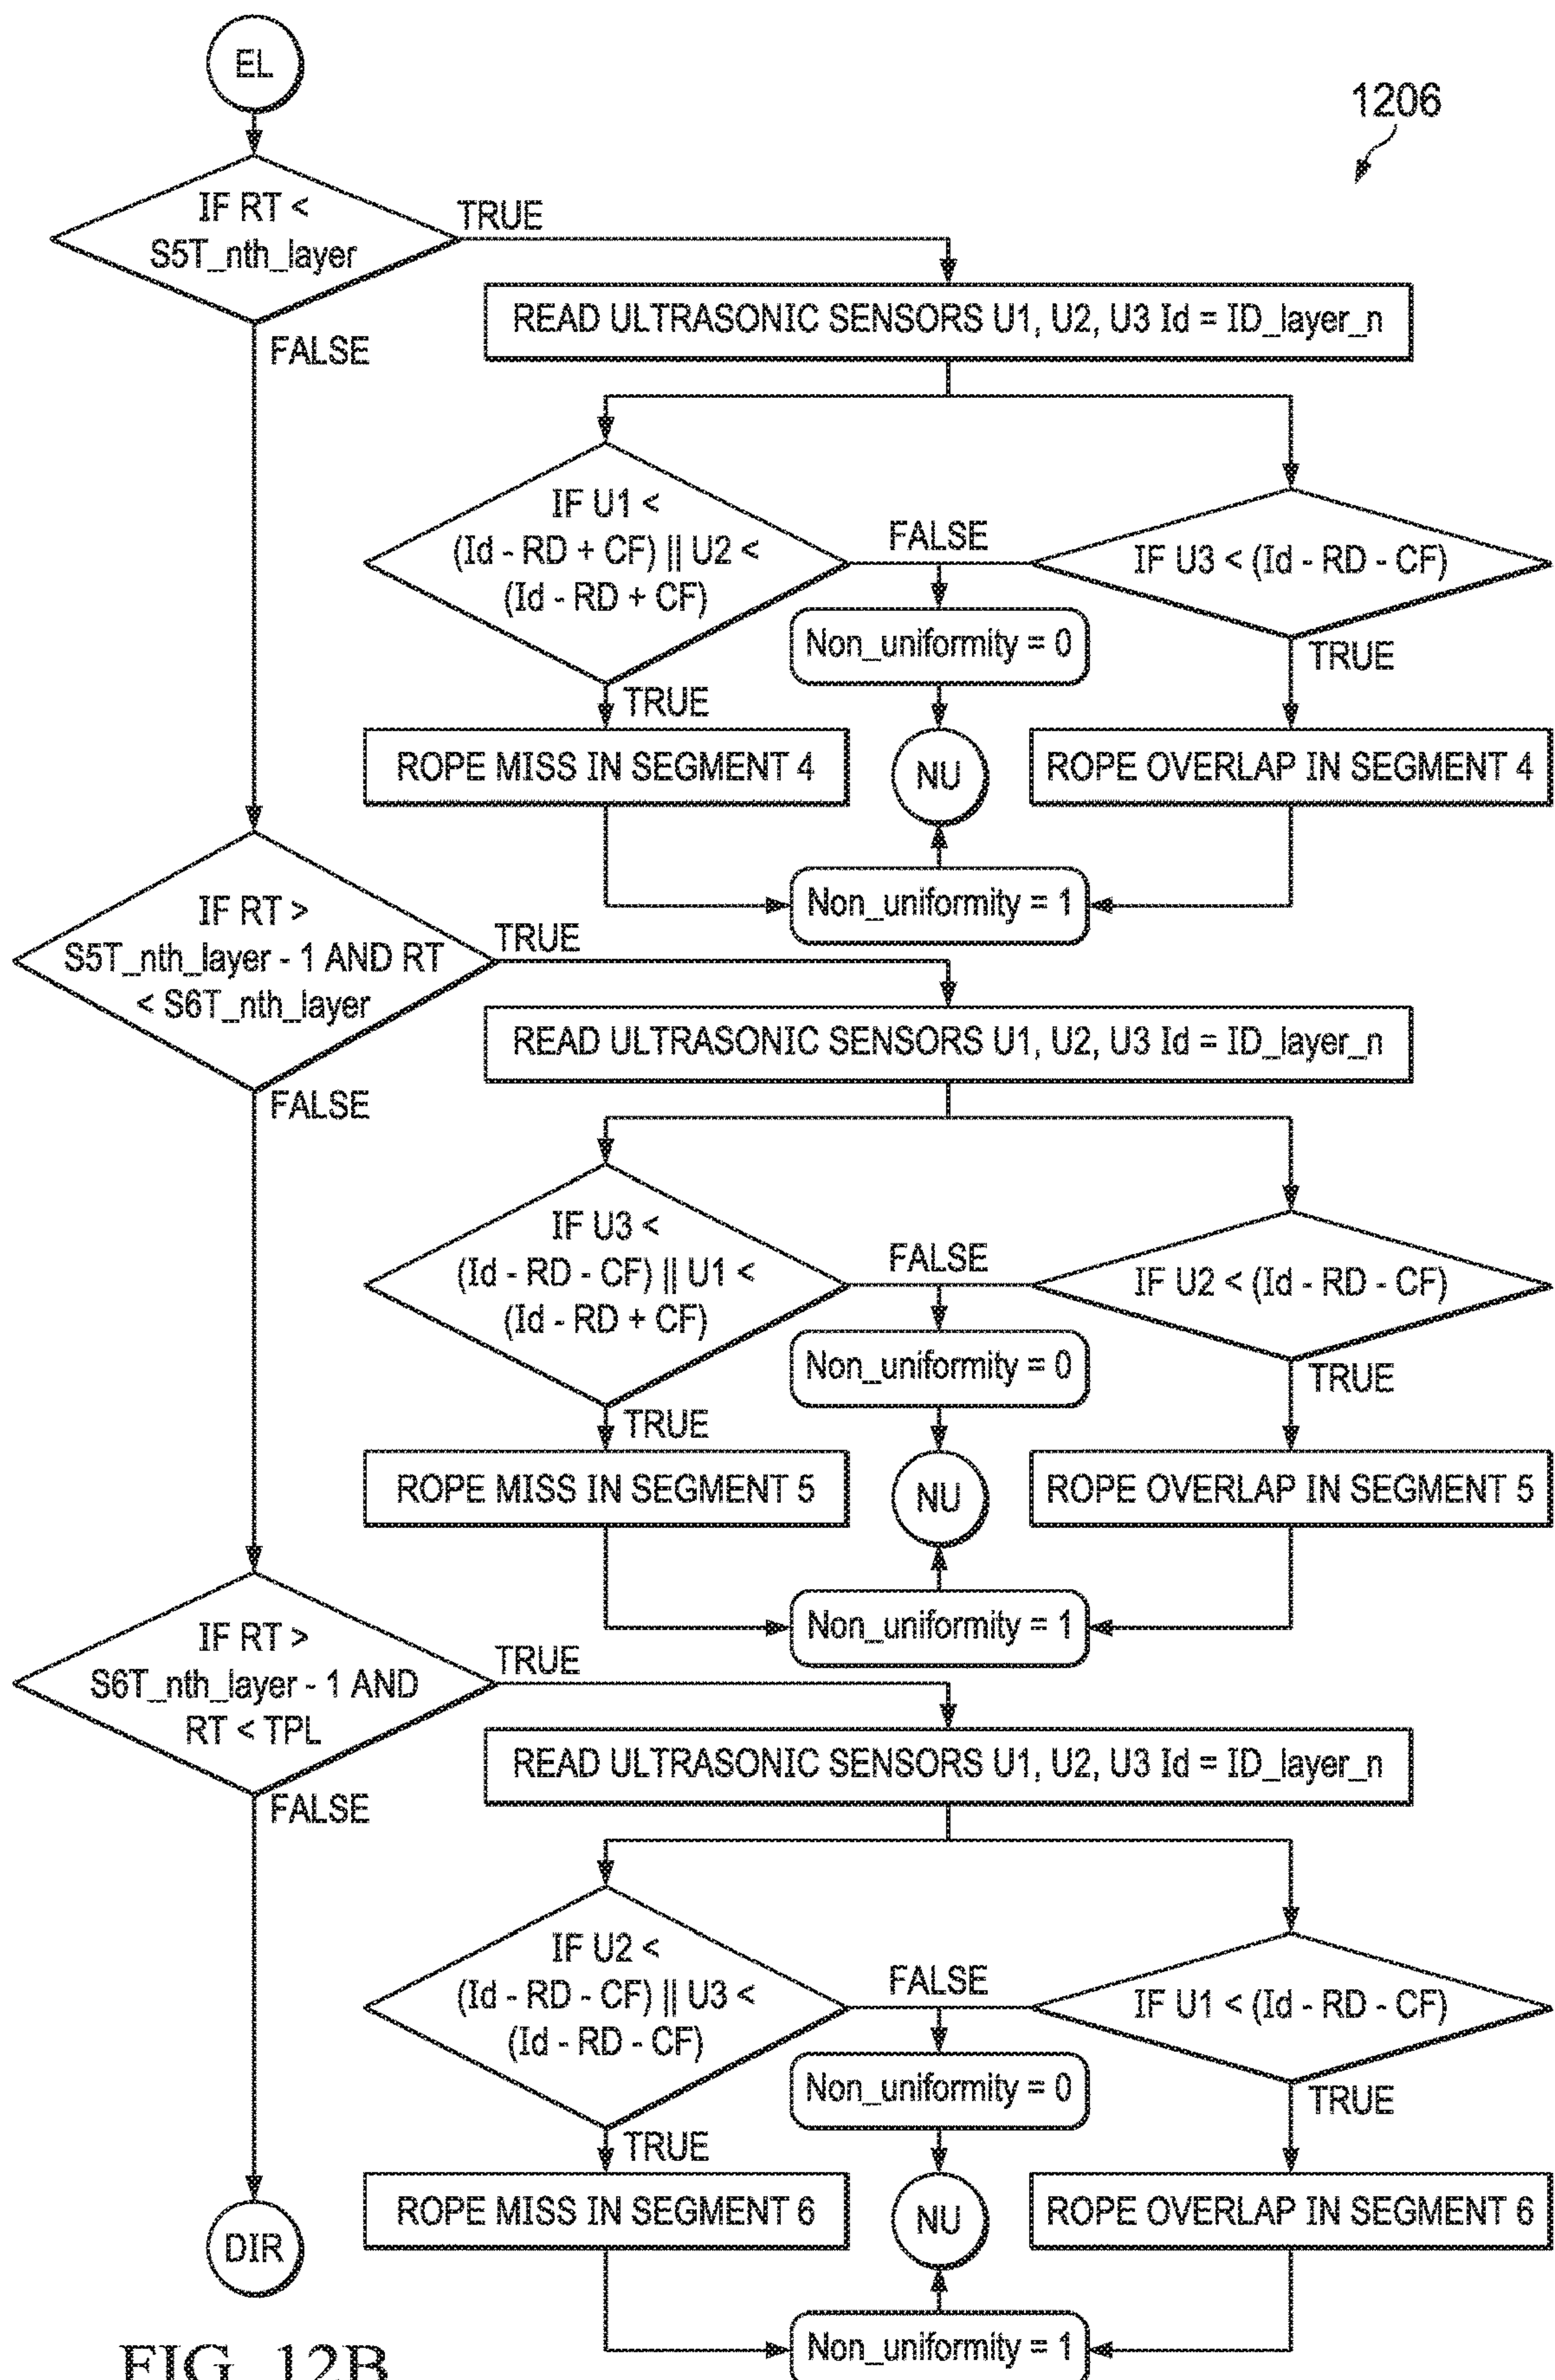 EL
1206
IF RT <
S5T_nth_layer
TRUE
FALSE
READ ULTRASONIC SENSORS U1, U2, U3 Id = ID_layer_n
IF U1 <
(Id - RD + CF) || U2 <
(Id - RD + CF)
FALSE
IF U3 < (Id - RD - CF)
Non_uniformity = 0
TRUE
TRUE
ROPE MISS IN SEGMENT 4
NU
ROPE OVERLAP IN SEGMENT 4
Non_uniformity = 1
IF RT >
S5T_nth_layer - 1 AND RT
< S6T_nth_layer
TRUE
FALSE
READ ULTRASONIC SENSORS U1, U2, U3 Id = ID_layer_n
IF U3 <
(Id - RD - CF) || U1 <
(Id - RD + CF)
FALSE
IF U2 < (Id - RD - CF)
Non_uniformity = 0
TRUE
TRUE
ROPE MISS IN SEGMENT 5
NU
ROPE OVERLAP IN SEGMENT 5
Non_uniformity = 1
IF RT >
S6T_nth_layer - 1 AND
RT < TPL
TRUE
FALSE
READ ULTRASONIC SENSORS U1, U2, U3 Id = ID_layer_n
IF U2 <
(Id - RD - CF) || U3 <
(Id - RD - CF)
FALSE
IF U1 < (Id - RD - CF)
Non_uniformity = 0
TRUE
TRUE
ROPE MISS IN SEGMENT 6
NU
ROPE OVERLAP IN SEGMENT 6
DIR
Non_uniformity = 1
FIG. 12B